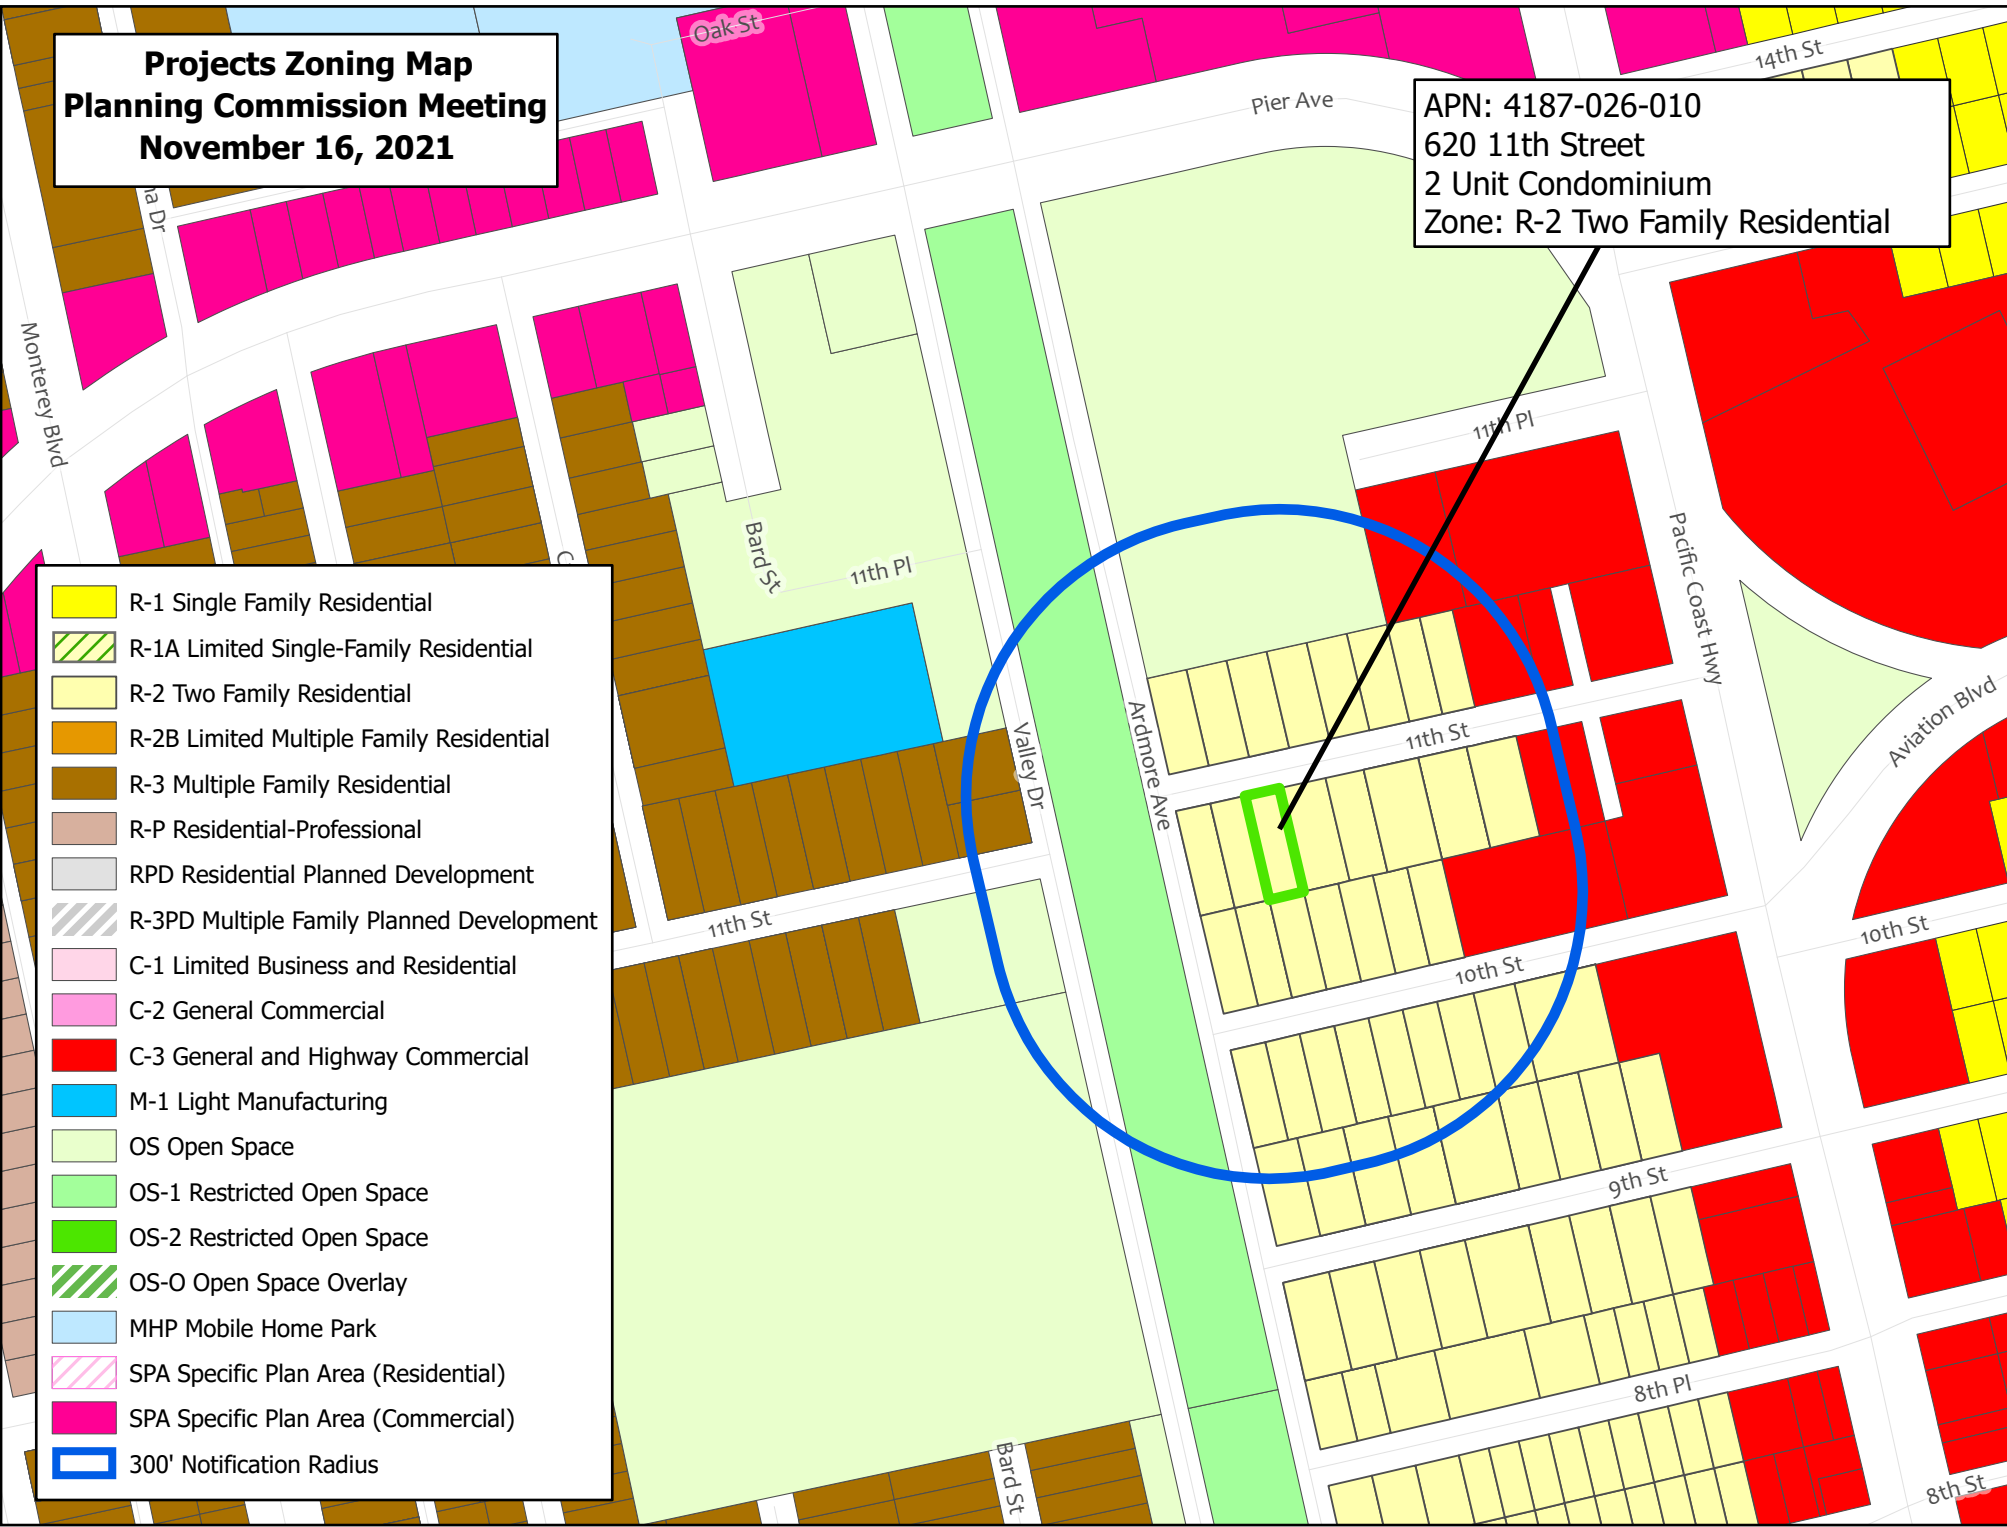 Projects Zoning Map
Planning Commission Meeting
November 16, 2021
Oak St
14th St
Pier Ave
APN: 4187-026-010
620 11th Street
2 Unit Condominium
Zone: R-2 Two Family Residential
na Dr
Monterey Blvd
11th Pl
Bard St
11th Pl
C
Pacific Coast Hwy
Aviation Blvd
Valley Dr
Ardmore Ave
11th St
11th St
10th St
10th St
9th St
8th Pl
8th St
Bard St
R-1 Single Family Residential
R-1A Limited Single-Family Residential
R-2 Two Family Residential
R-2B Limited Multiple Family Residential
R-3 Multiple Family Residential
R-P Residential-Professional
RPD Residential Planned Development
R-3PD Multiple Family Planned Development
C-1 Limited Business and Residential
C-2 General Commercial
C-3 General and Highway Commercial
M-1 Light Manufacturing
OS Open Space
OS-1 Restricted Open Space
OS-2 Restricted Open Space
OS-O Open Space Overlay
MHP Mobile Home Park
SPA Specific Plan Area (Residential)
SPA Specific Plan Area (Commercial)
300' Notification Radius